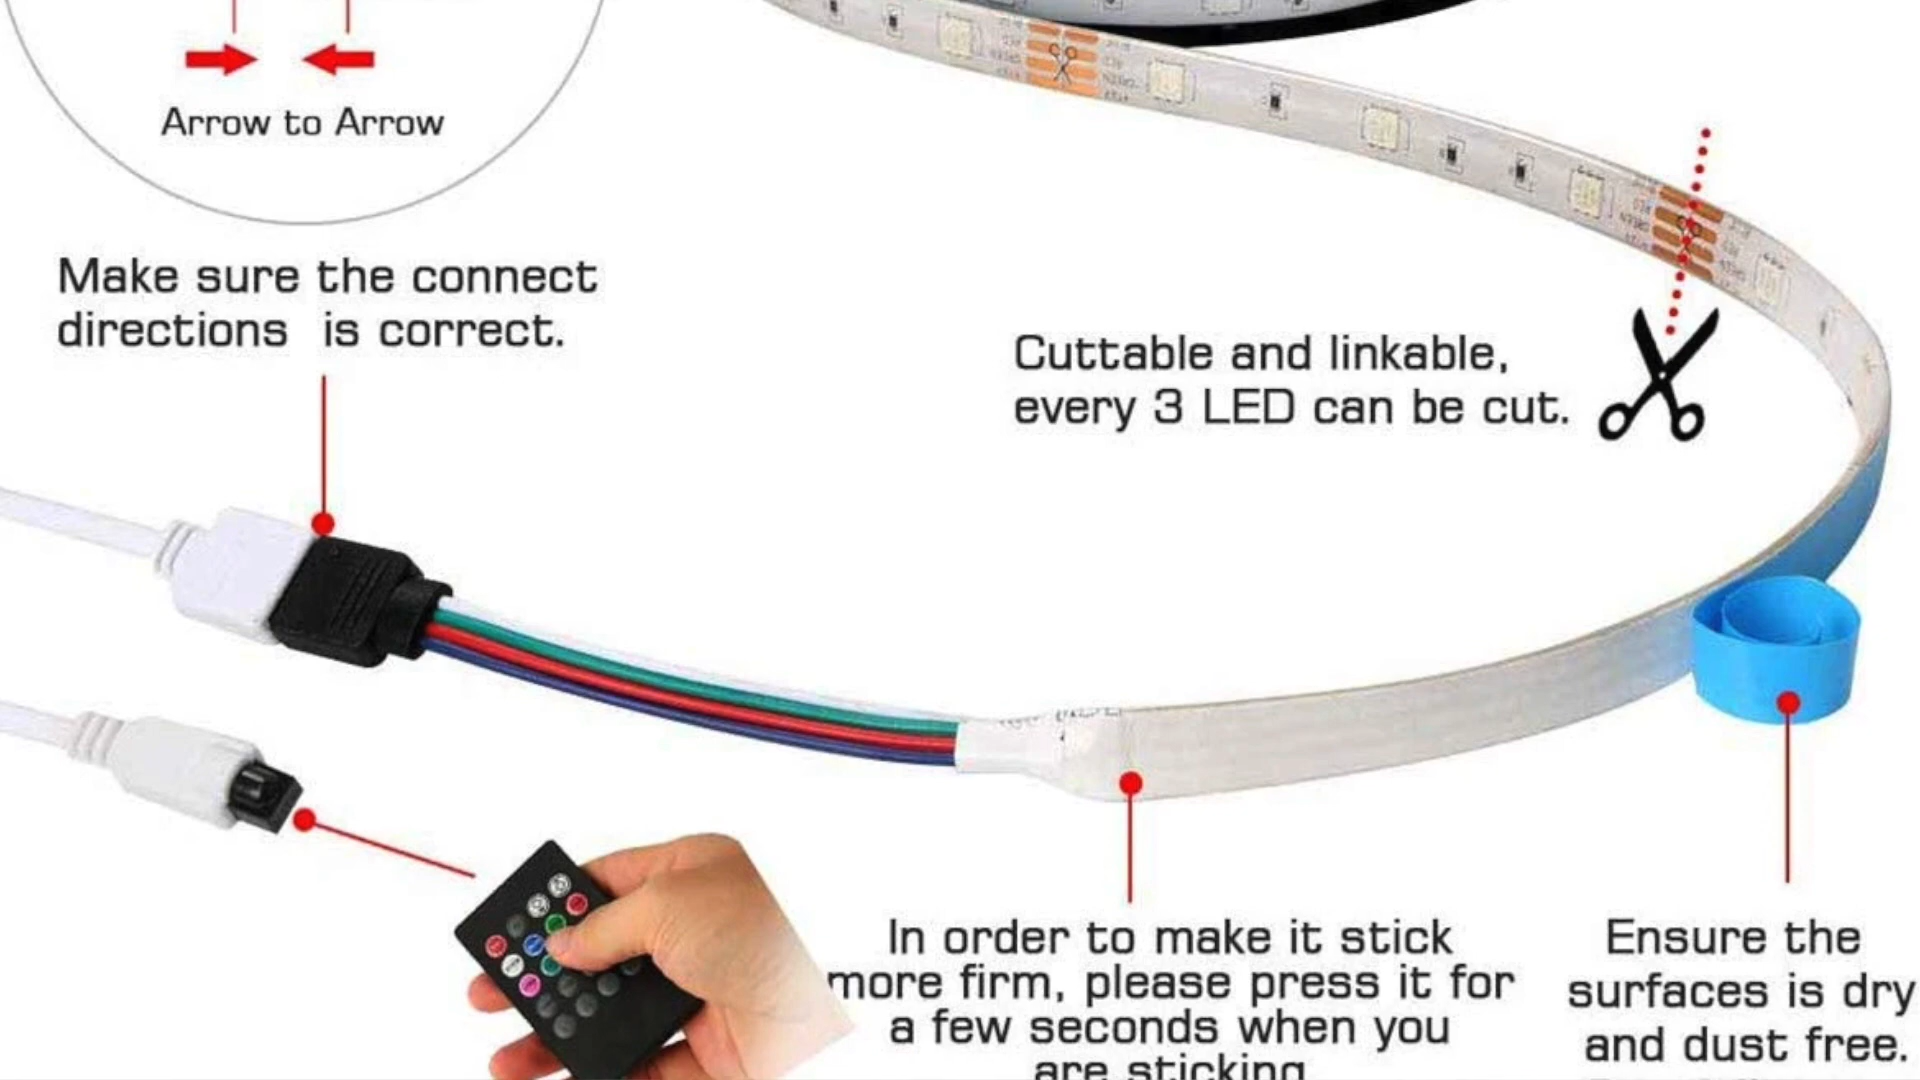 Arrow to Arrow
Make sure the connect
directions is correct.
Cuttable and linkable,
every 3 LED can be cut.
In order to make it stick
more firm, please press it for
a few seconds when you
are sticking
Ensure the
surfaces is dry
and dust free.